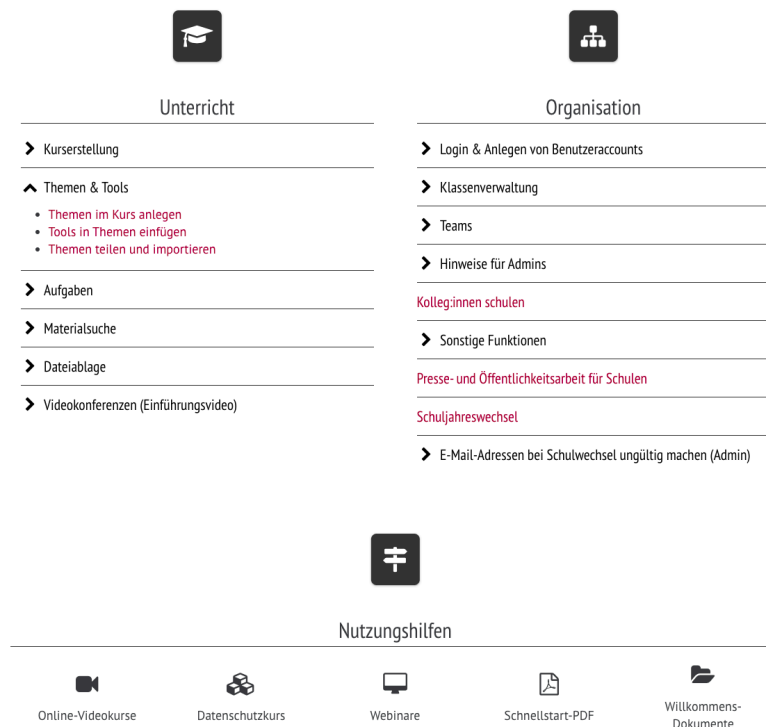 Unterricht
Kurserstellung
Themen & Tools
Themen im Kurs anlegen
Tools in Themen einfügen
Themen teilen und importieren
Aufgaben
Materialsuche
Dateiablage
Videokonferenzen (Einführungsvideo)
Organisation
Login & Anlegen von Benutzeraccounts
Klassenverwaltung
Teams
Hinweise für Admins
Kolleg:innen schulen
Sonstige Funktionen
Presse- und Öffentlichkeitsarbeit für Schulen
Schuljahreswechsel
E-Mail-Adressen bei Schulwechsel ungültig machen (Admin)
Nutzungshilfen
Online-Videokurse
Datenschutzkurs
Webinare
Schnellstart-PDF
Willkommens-
Dokumente